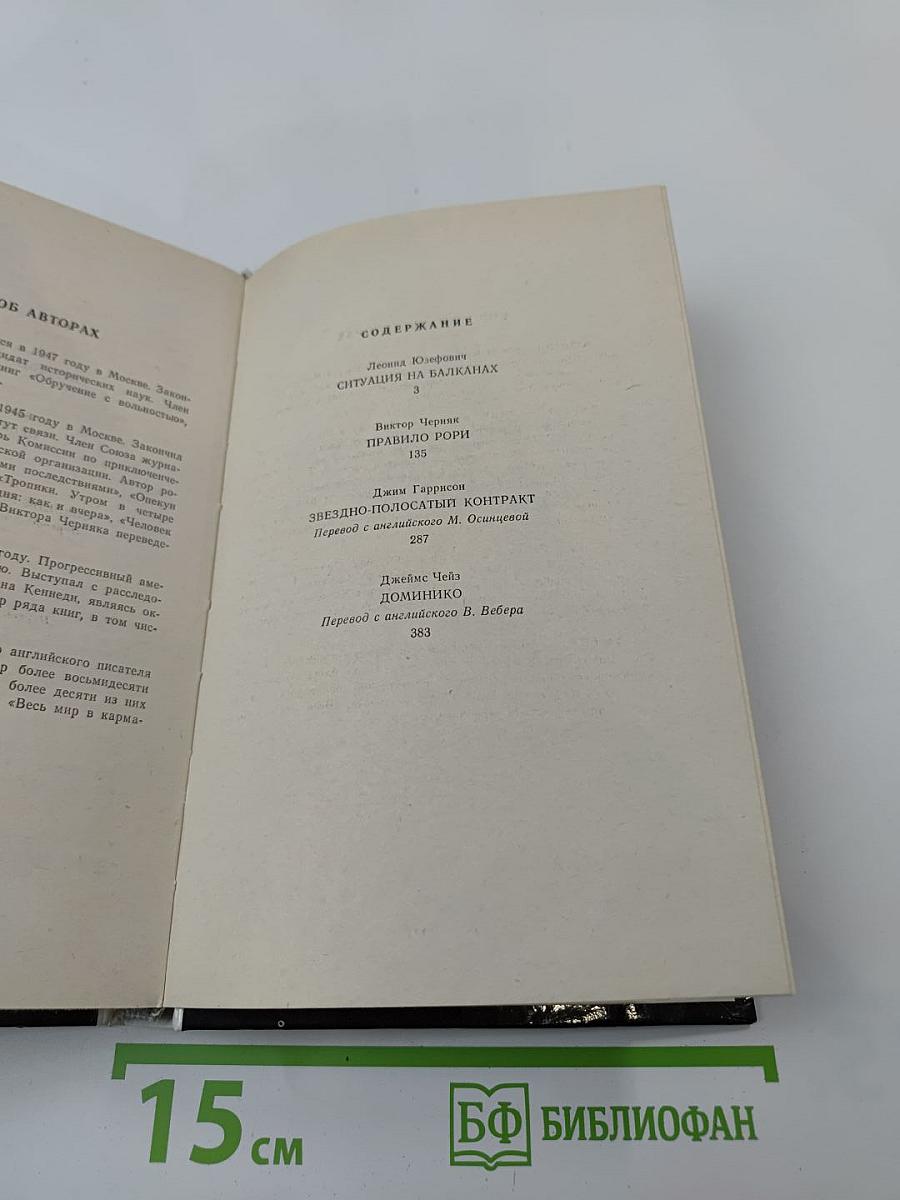 ОБ АВТОРАХ
ся в 1947 году в Москве. Закон-
идат исторических наук. Член
ниг «Обручение с вольностью»,
1945 году в Москве. Закончил
тут связи. Член Союза журна-
рь Комиссии по приключенче-
ской организации. Автор ро-
ми последствиями», «Опекун
«Тропики. Утром в четыре
дня: как и вчера», «Человек
Виктора Черняка переведе-
году. Прогрессивный аме-
ю. Выступал с расследо-
на Кеннеди, являясь ок-
р ряда книг, в том чис-
о английского писателя
р более восьмидесяти
более десяти из них
«Весь мир в карма-
СОДЕРЖАНИЕ
Леонид Юзефович
СИТУАЦИЯ НА БАЛКАНАХ
3
Виктор Черняк
ПРАВИЛО РОРИ
135
Джим Гаррисон
ЗВЕЗДНО-ПОЛОСАТЫЙ КОНТРАКТ
Перевод с английского М. Осинцевой
287
Джеймс Чейз
ДОМИНИКО
Перевод с английского В. Вебера
383
15 см
БФ БИБЛИОФАН